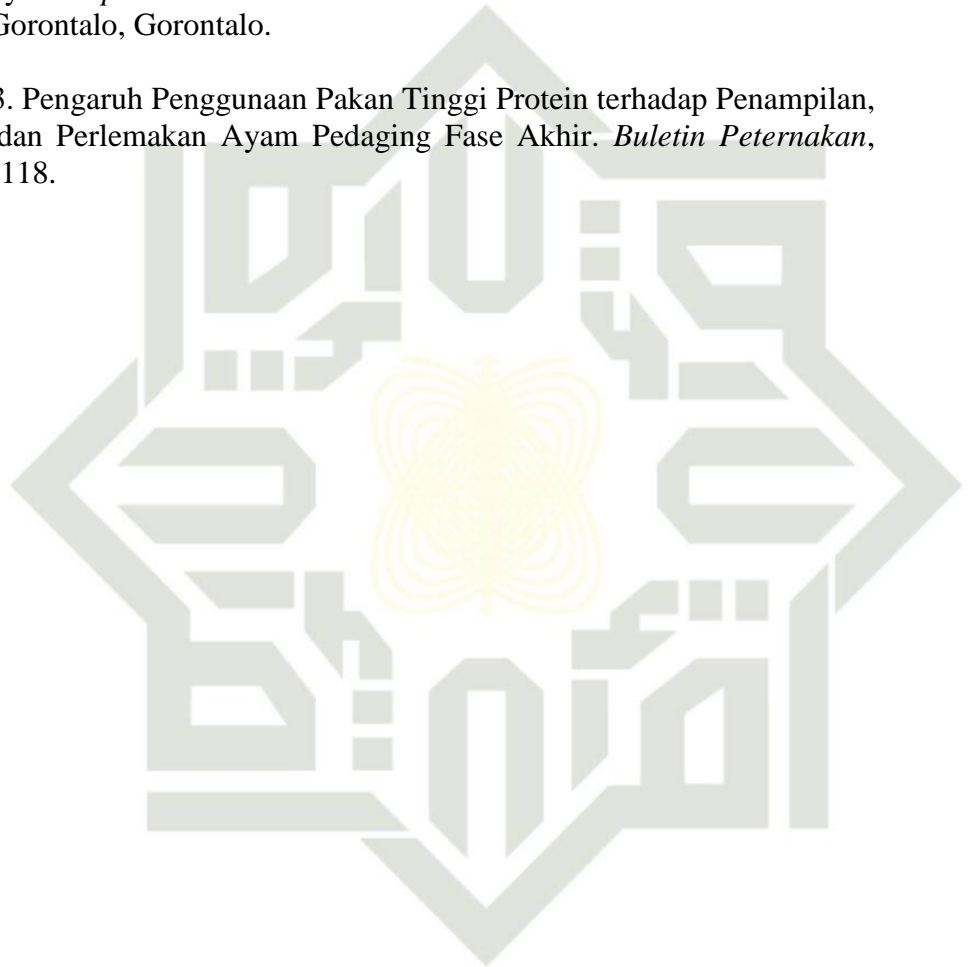 Gorontalo, Gorontalo.
3. Pengaruh Penggunaan Pakan Tinggi Protein terhadap Penampilan,
dan Perlemakan Ayam Pedaging Fase Akhir. Buletin Peternakan,
118.